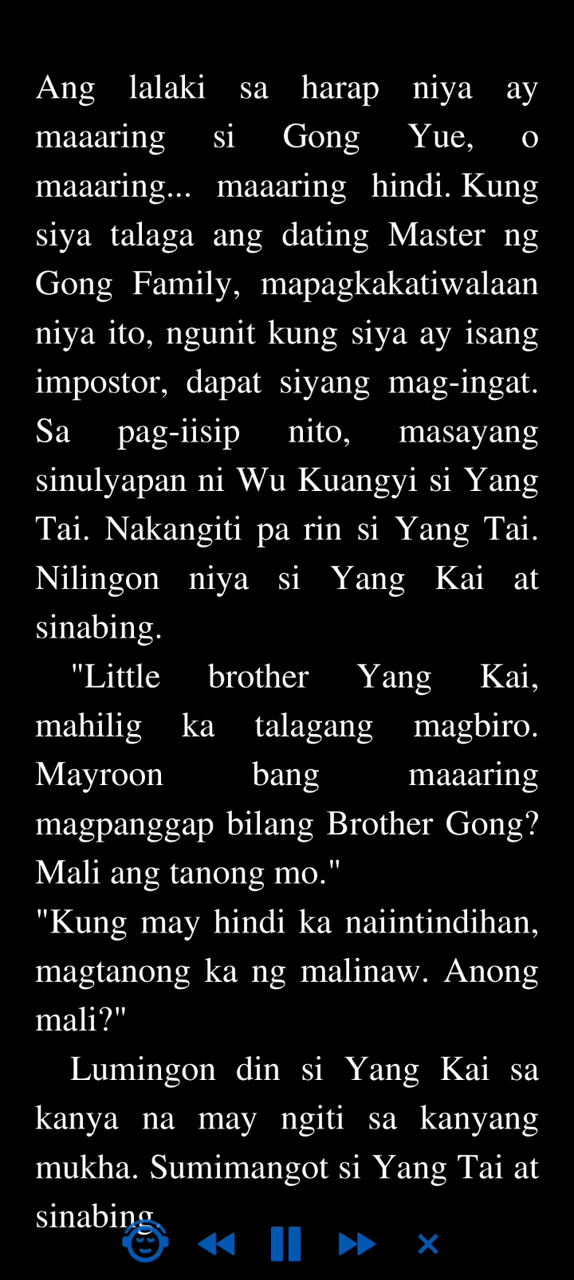 Ang lalaki sa harap niya ay
maaaring si Gong Yue, o
maaaring... maaaring hindi. Kung
siya talaga ang dating Master ng
Gong Family, mapagkakatiwalaan
niya ito, ngunit kung siya ay isang
impostor, dapat siyang mag-ingat.
Sa pag-iisip nito, masayang
sinulyapan ni Wu Kuangyi si Yang
Tai. Nakangiti pa rin si Yang Tai.
Nilingon niya si Yang Kai at
sinabing.
"Little brother Yang Kai,
mahilig ka talagang magbiro.
Mayroon bang maaaring
magpanggap bilang Brother Gong?
Mali ang tanong mo."
"Kung may hindi ka naiintindihan,
magtanong ka ng malinaw. Anong
mali?"
Lumingon din si Yang Kai sa
kanya na may ngiti sa kanyang
mukha. Sumimangot si Yang Tai at
sinabing.